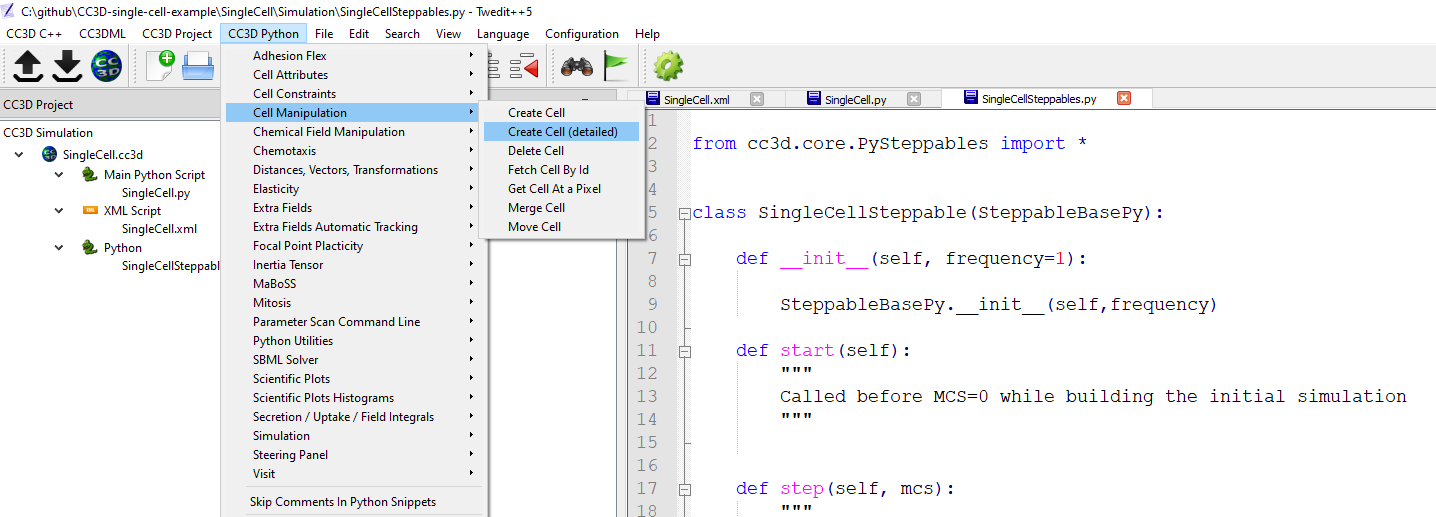 C:\github\CC3D-single-cell-example\SingleCell\Simulation\SingleCellSteppables.py - Twedit++5
CC3D C++ CC3DML CC3D Project CC3D Python File Edit Search View Language Configuration Help
CC 3D
CC3D Project
CC3D Simulation
SingleCell.cc3d
Main Python Script
SingleCell.py
XML Script
SingleCell.xml
Python
SingleCellSteppabl
Adhesion Flex
Cell Attributes
Cell Constraints
Cell Manipulation
Chemical Field Manipulation
Chemotaxis
Distances, Vectors, Transformations
Elasticity
Extra Fields
Extra Fields Automatic Tracking
Focal Point Placticity
Inertia Tensor
MaBoSS
Mitosis
Parameter Scan Command Line
Python Utilities
SBML Solver
Scientific Plots
Scientific Plots Histograms
Secretion / Uptake / Field Integrals
Simulation
Steering Panel
Visit
Skip Comments In Python Snippets
Create Cell
Create Cell (detailed)
Delete Cell
Fetch Cell By Id
Get Cell At a Pixel
Merge Cell
Move Cell
SingleCell.xml SingleCell.py SingleCellSteppables.py
1
2 from cc3d.core.PySteppables import *
3
4
5 class SingleCellSteppable(SteppableBasePy):
6
7 def __init__(self, frequency=1):
8
9 SteppableBasePy.__init__(self,frequency)
10
11 def start(self):
12 """
13 Called before MCS=0 while building the initial simulation
14 """
15
16
17 def step(self, mcs):
18 """